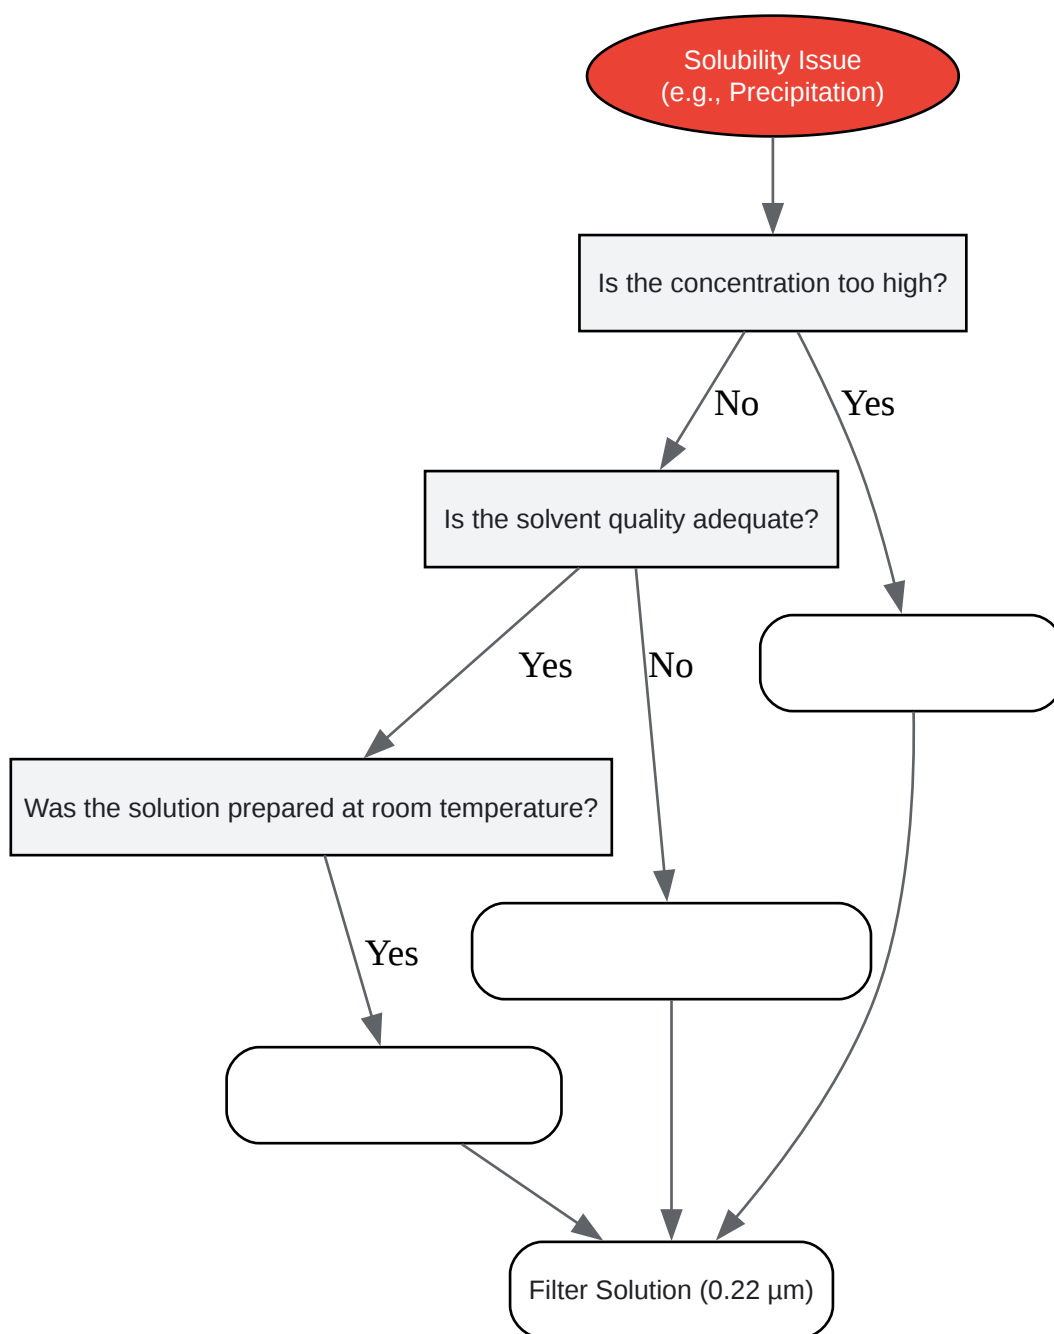 Solubility Issue
(e.g., Precipitation)
Is the concentration too high?
No
Yes
Is the solvent quality adequate?
Yes
No
Was the solution prepared at room temperature?
Yes
Filter Solution (0.22 µm)